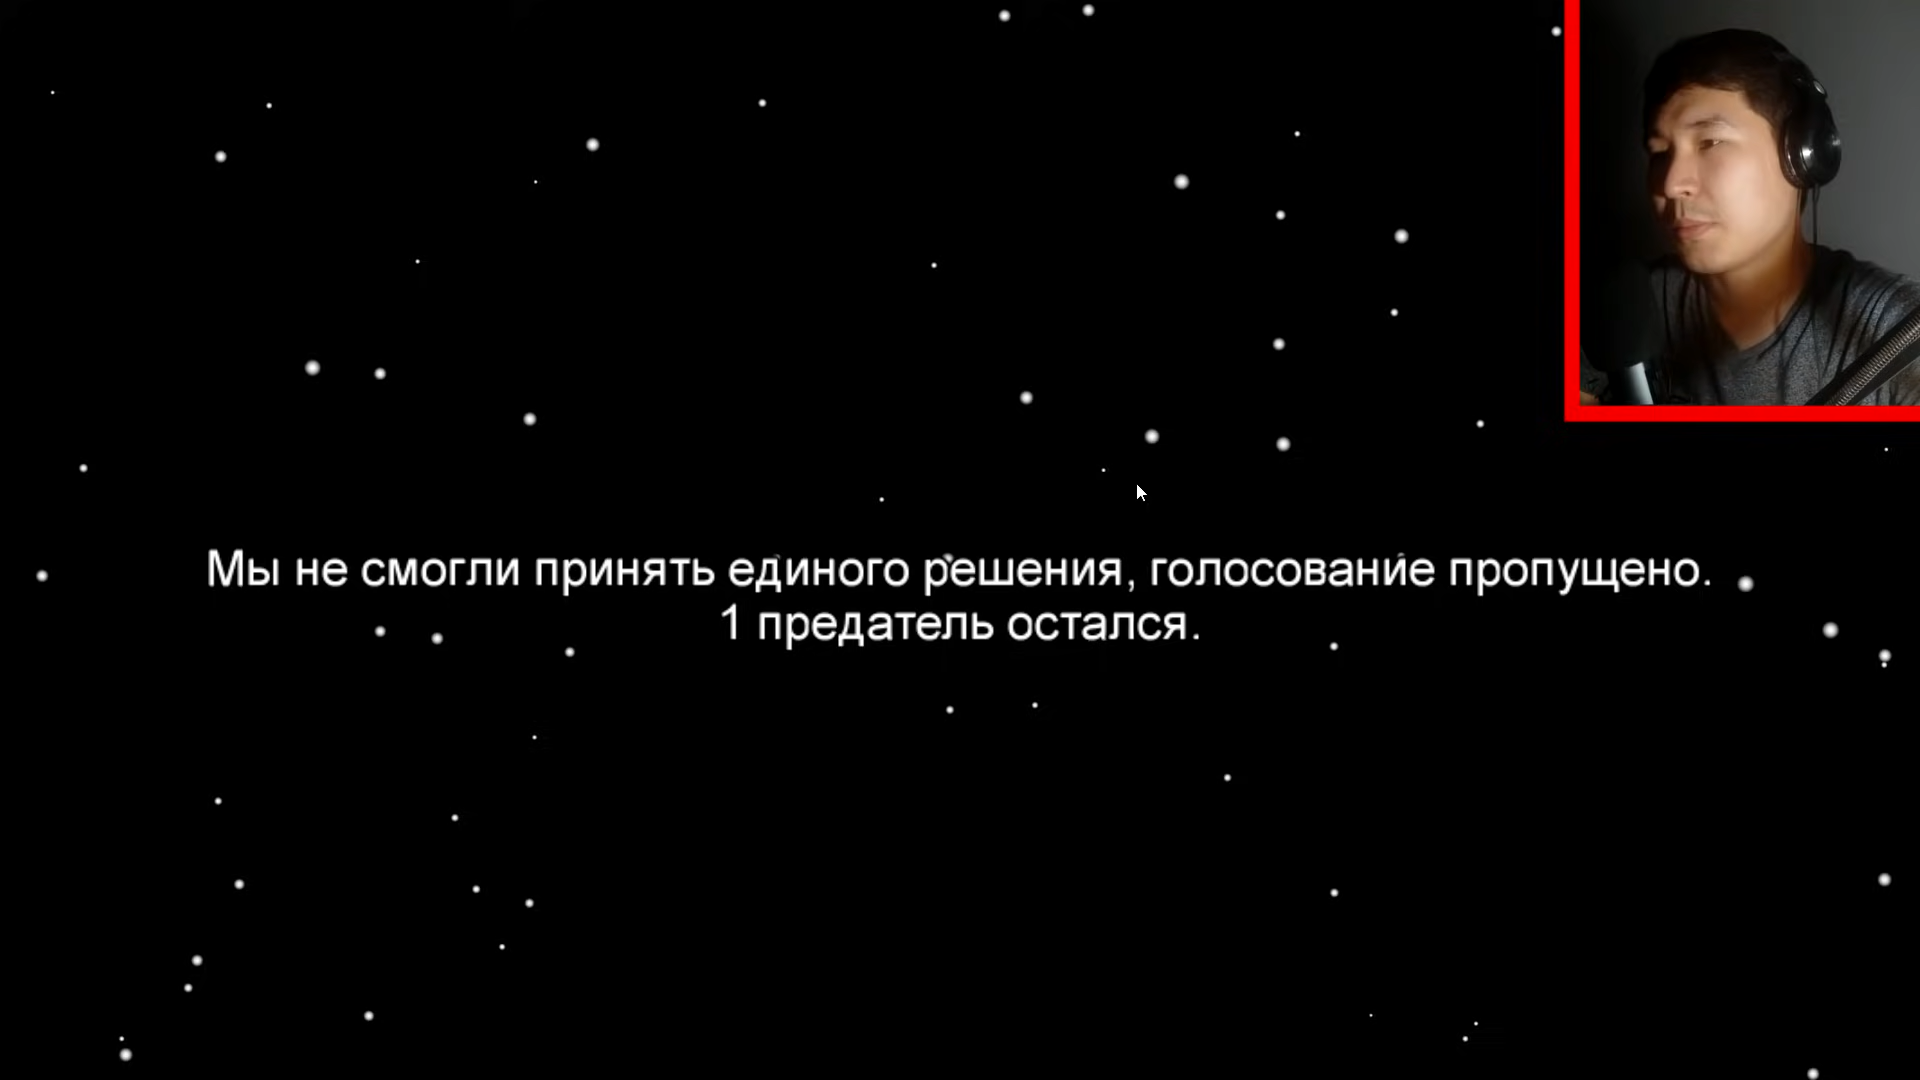 Мы не смогли принять единого решения, голосование пропущено.
1 предатель остался.